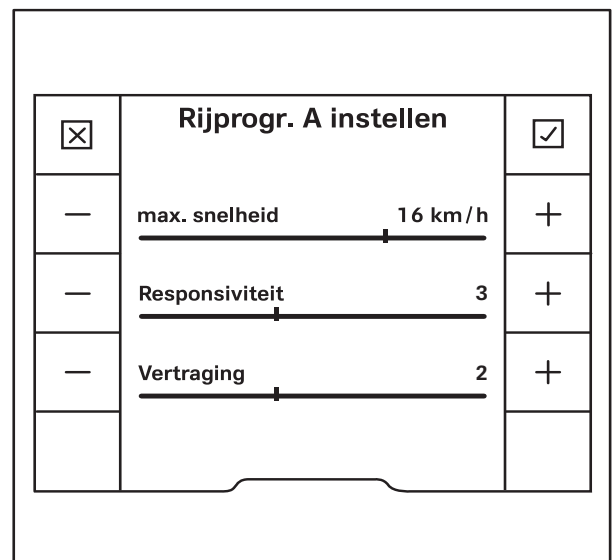 Rijprogr. A instellen
max. snelheid 16 km/h
Responsiviteit 3
Vertraging 2